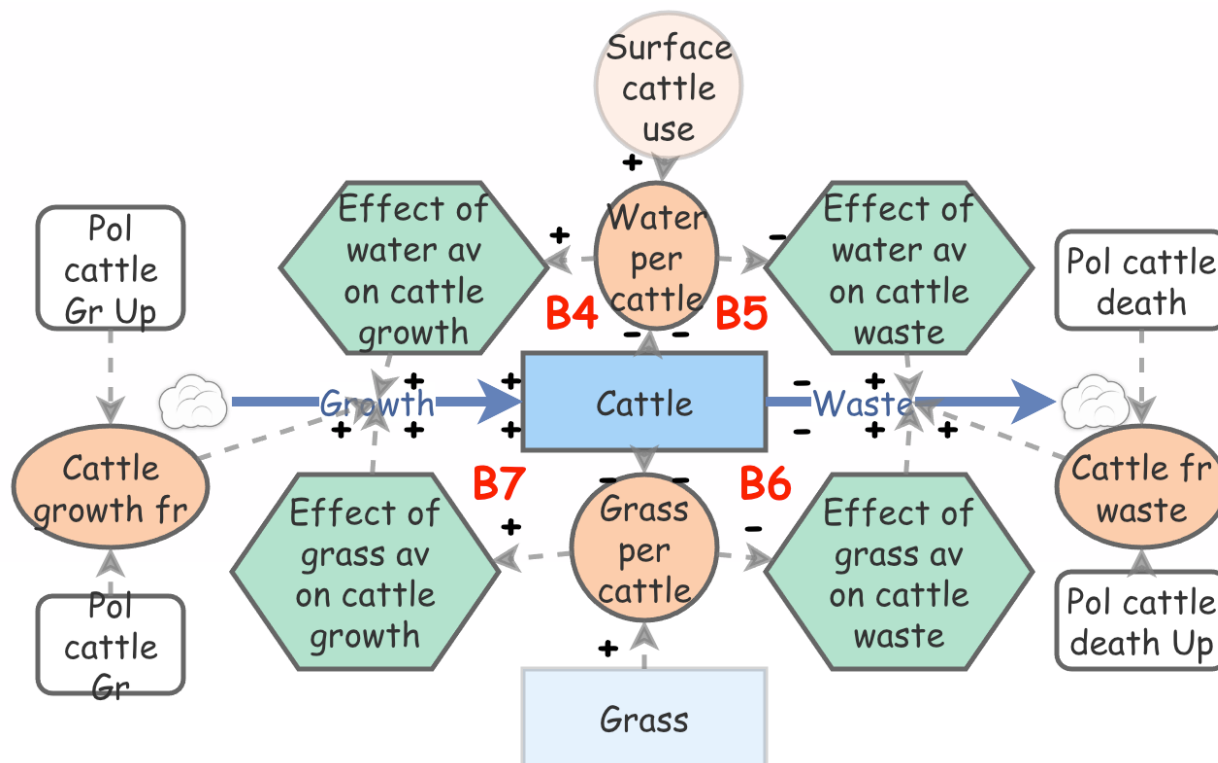 Surface
cattle
use
+
Pol
cattle
Gr Up
Effect of
water av
on cattle
growth
+
Water
per
cattle
-
Effect of
water av
on cattle
waste
Pol cattle
death
B4
B5
- -
Growth
+
+
+
+
+
Cattle
-
-
Waste
+
+
+
Cattle
growth fr
B7
- -
B6
Cattle fr
waste
Effect of
grass av
on cattle
growth
+
Grass
per
cattle
-
Effect of
grass av
on cattle
waste
Pol
cattle
Gr
Pol cattle
death Up
+
Grass